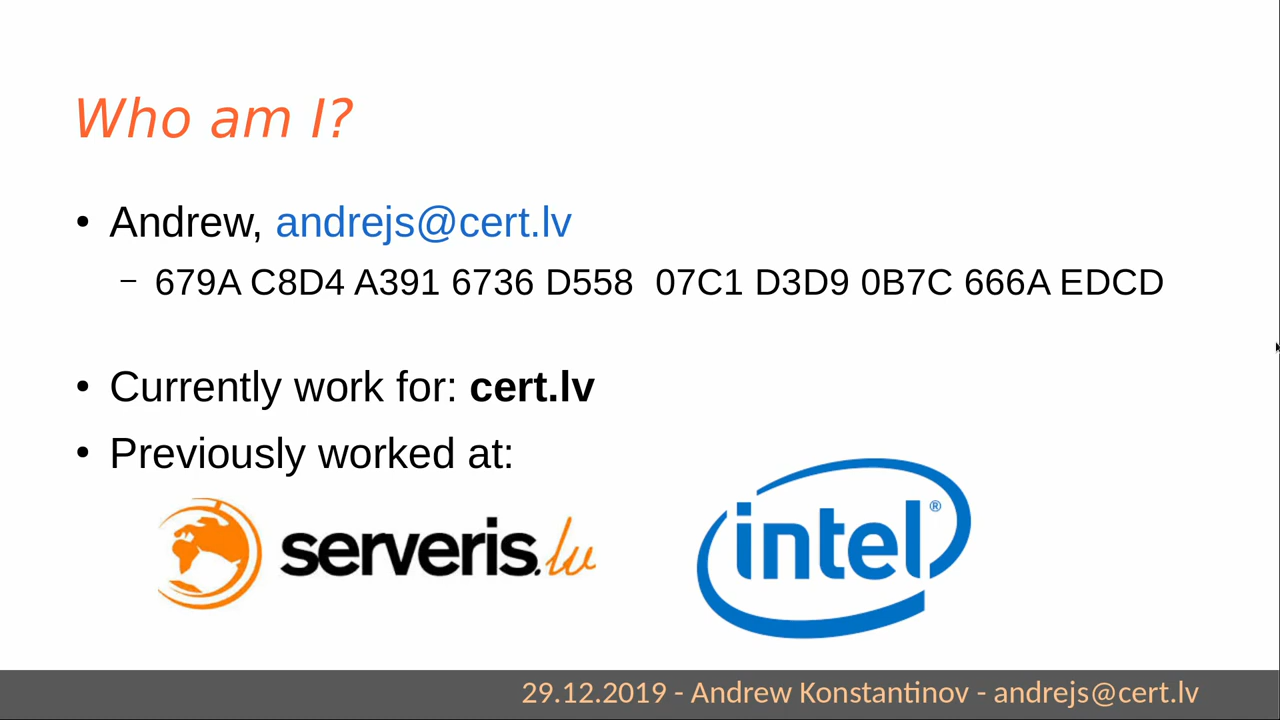 Who am I?
• Andrew, andrejs@cert.lv
– 679A C8D4 A391 6736 D558  07C1 D3D9 0B7C 666A EDCD
• Currently work for: cert.lv
• Previously worked at:
serveris.lv
intel®
29.12.2019 - Andrew Konstantinov - andrejs@cert.lv